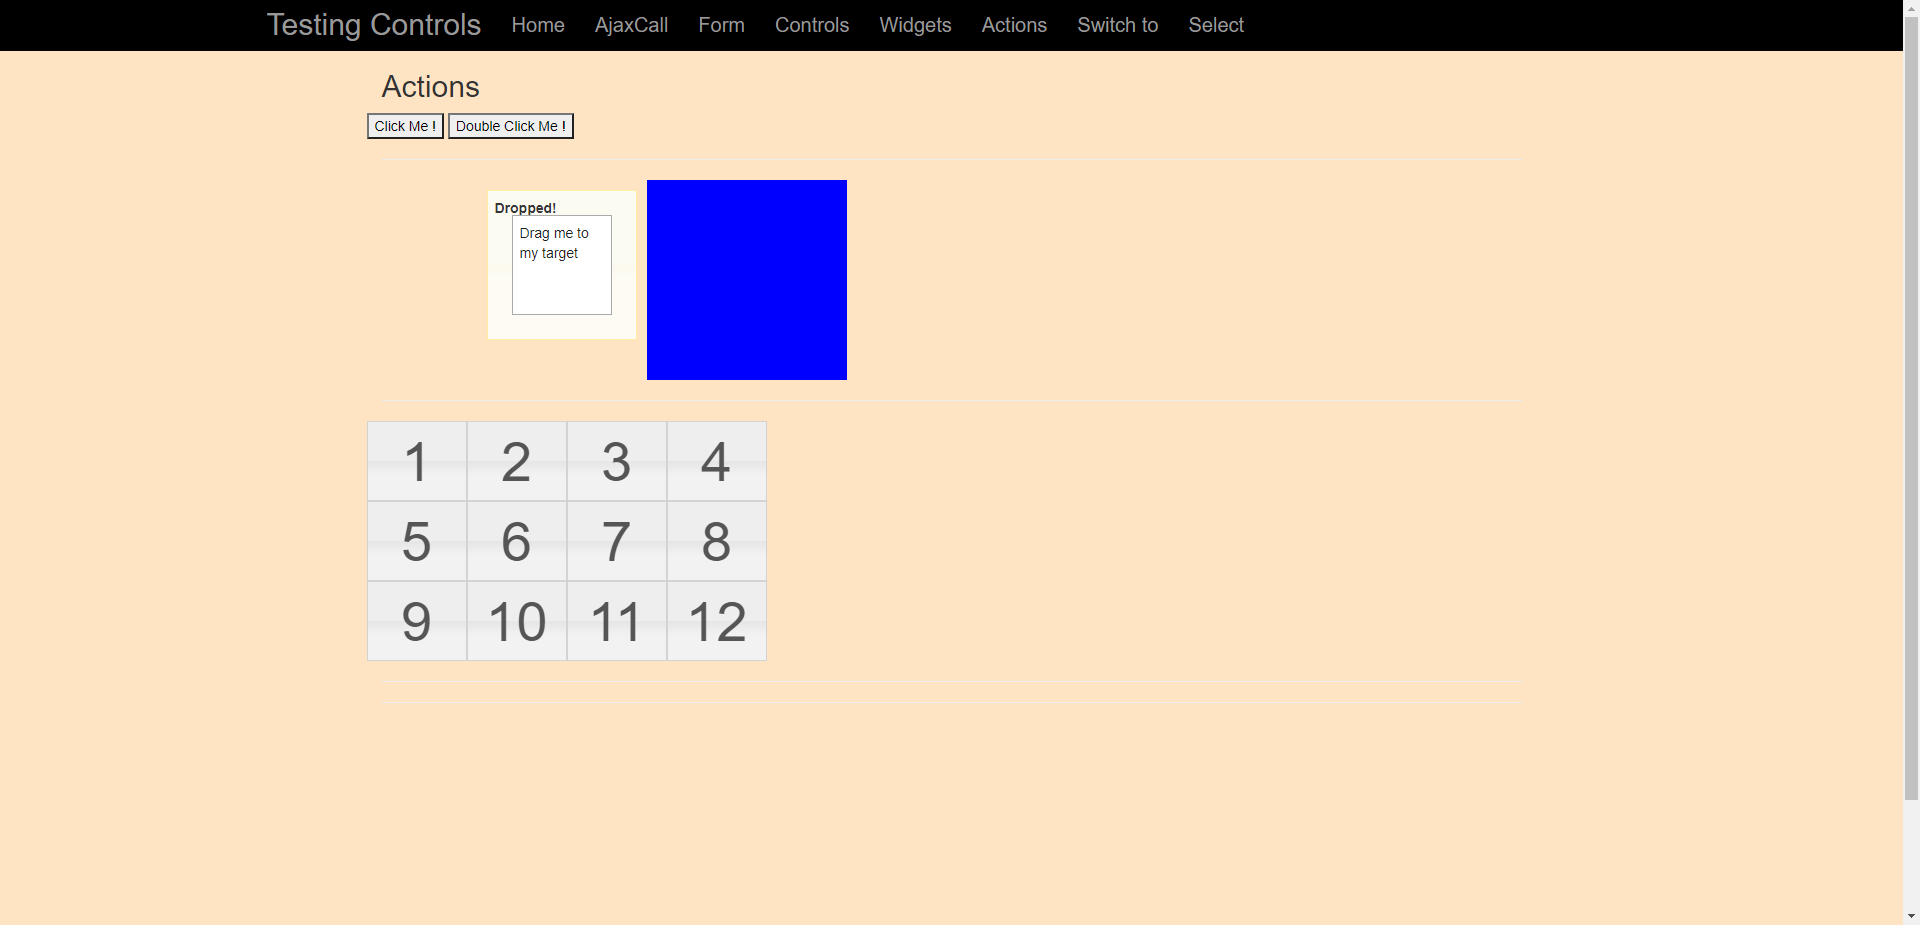 Testing Controls Home AjaxCall Form Controls Widgets Actions Switch to Select
Actions
Click Me ! Double Click Me !
Dropped!
Drag me to
my target
1 2 3 4
5 6 7 8
9 10 11 12